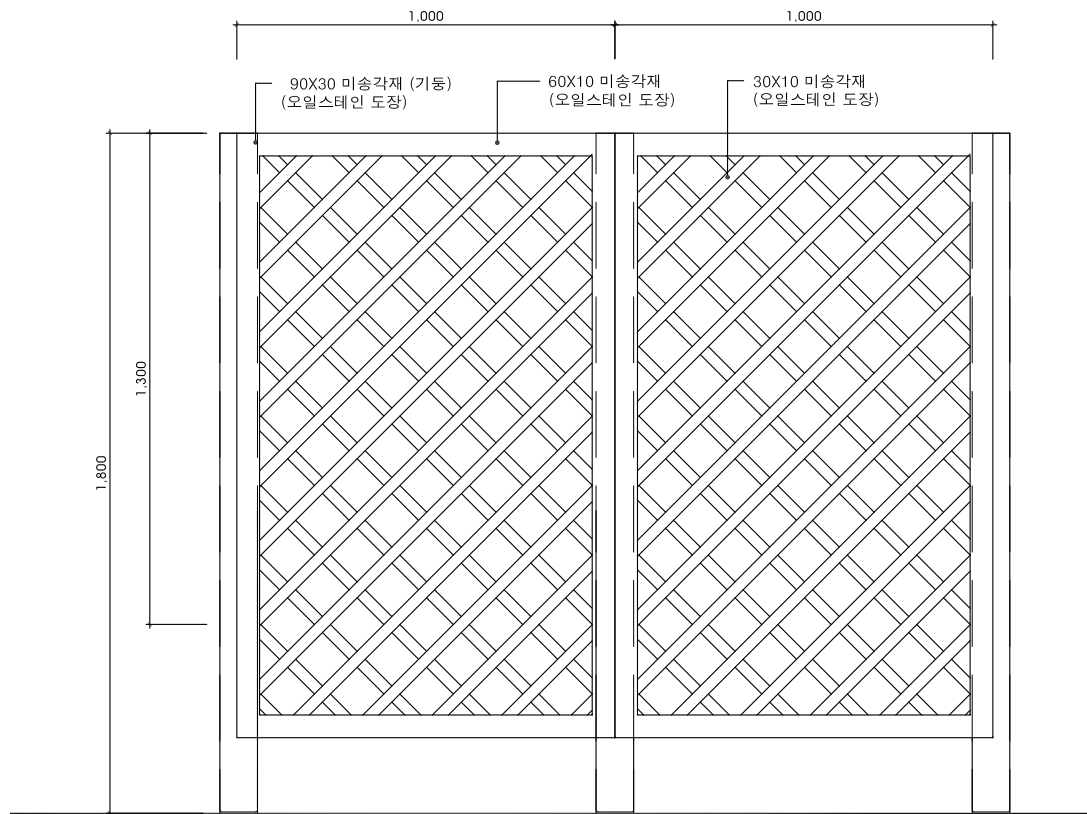 1,000
1,000
90X30 미송각재 (기둥)
(오일스테인 도장)
60X10 미송각재
(오일스테인 도장)
30X10 미송각재
(오일스테인 도장)
1,300
1,800